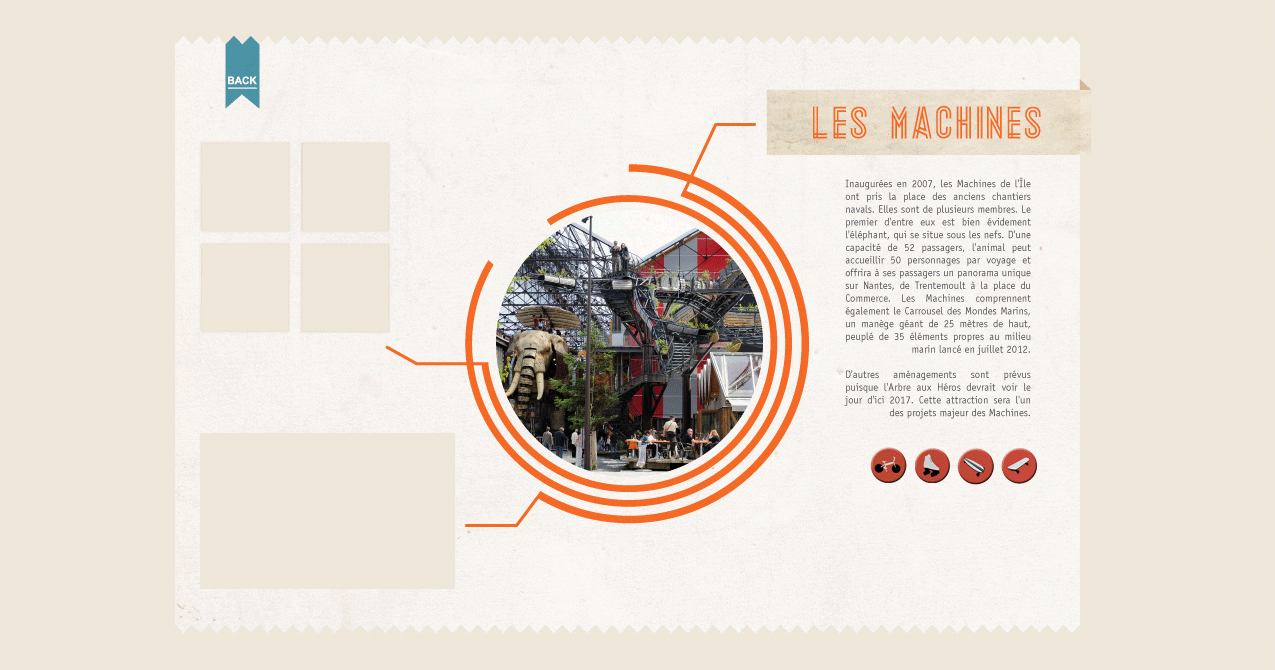 BACK
LES MACHINES
Inaugurées en 2007, les Machines de l'Île
ont pris la place des anciens chantiers
navals. Elles sont de plusieurs membres. Le
premier d'entre eux est bien évidement
l'éléphant, qui se situe sous les nefs. D'une
capacité de 52 passagers, l'animal peut
accueillir 50 personnages par voyage et
offrira à ses passagers un panorama unique
sur Nantes, de Trentemoult à la place du
Commerce. Les Machines comprennent
également le Carrousel des Mondes Marins,
un manège géant de 25 mètres de haut,
peuplé de 35 éléments propres au milieu
marin lancé en juillet 2012.
D'autres aménagements sont prévus
puisque l'Arbre aux Héros devrait voir le
jour d'ici 2017. Cette attraction sera l'un
des projets majeur des Machines.